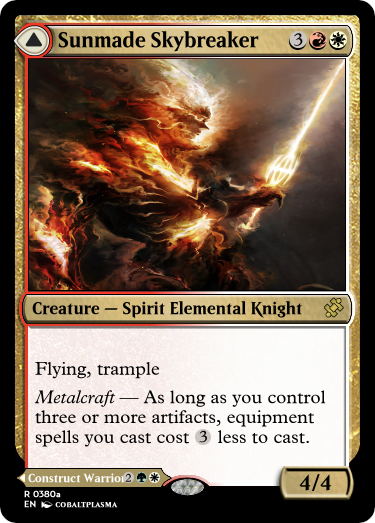 Sunmade Skybreaker 3
Creature — Spirit Elemental Knight
Flying, trample
Metalcraft — As long as you control
three or more artifacts, equipment
spells you cast cost 3 less to cast.
Construct Warrior 2
4/4
R 0380a
EN COBALTPLASMA